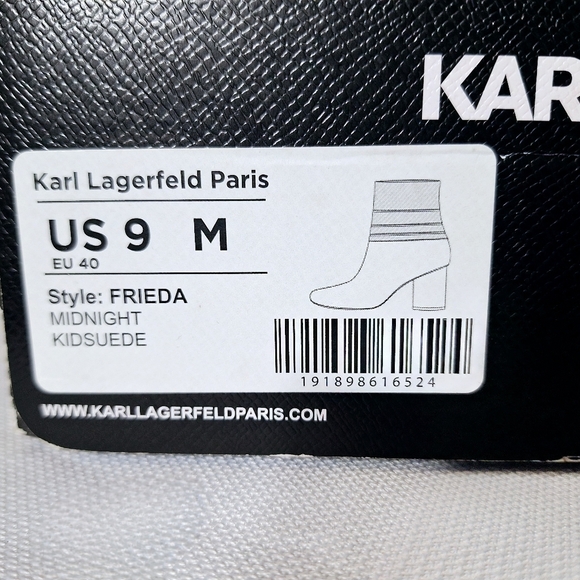 KAR
Karl Lagerfeld Paris
US 9 M
EU 40
Style: FRIEDA
MIDNIGHT
KIDSUEDE
191898616524
WWW.KARLLAGERFELDPARIS.COM